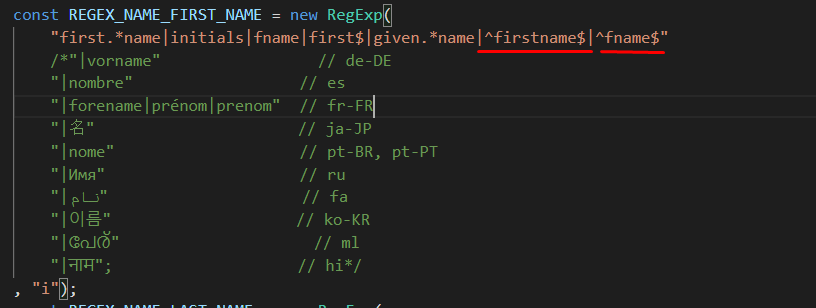 const REGEX_NAME_FIRST_NAME = new RegExp(
"first.*name|initials|fname|first$|given.*name|^firstname$|^fname$"
/*"|vorname" // de-DE
"|nombre" // es
"|forename|prénom|prenom" // fr-FR
"|名" // ja-JP
"|nome" // pt-BR, pt-PT
"|Имя" // ru
"|نام" // fa
"|이름" // ko-KR
"|പേര്" // ml
"|नाम"; // hi*/
, "i");